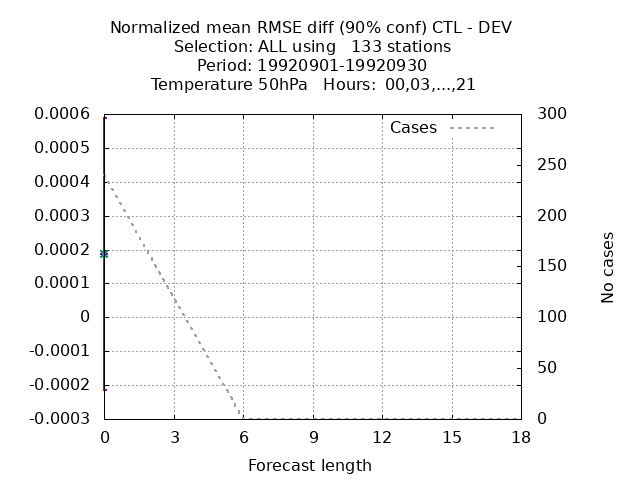 Normalized mean RMSE diff (90% conf) CTL - DEV
Selection: ALL using   133 stations
Period: 19920901-19920930
Temperature 50hPa   Hours:  00,03,...,21
Cases
0.0006
0.0005
0.0004
0.0003
0.0002
0.0001
0
-0.0001
-0.0002
-0.0003
300
250
200
150
100
50
0
No cases
0 3 6 9 12 15 18
Forecast length